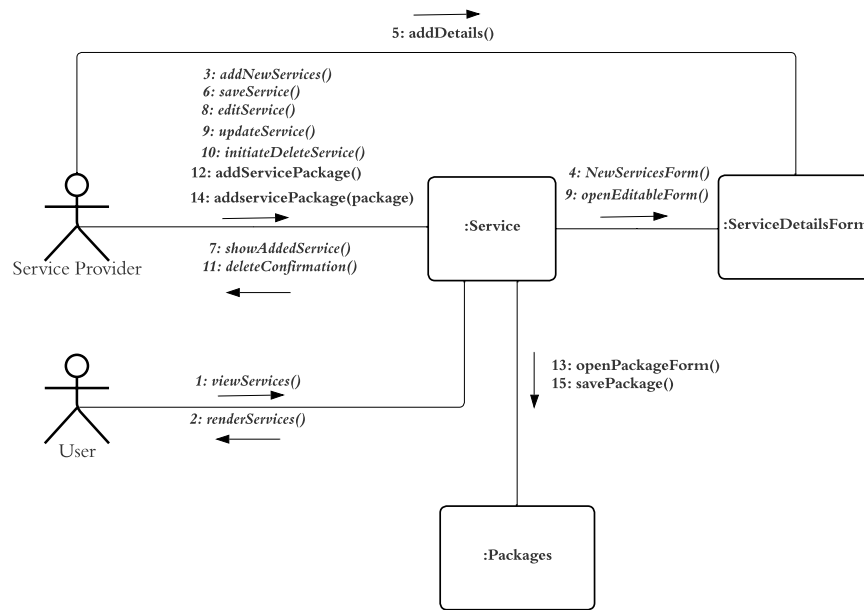 5: addDetails()
3: addNewServices()
6: saveService()
8: editService()
9: updateService()
10: initiateDeleteService()
12: addServicePackage()
14: addservicePackage(package)
4: NewServicesForm()
9: openEditableForm()
:Service
:ServiceDetailsForm
7: showAddedService()
11: deleteConfirmation()
Service Provider
1: viewServices()
2: renderServices()
User
13: openPackageForm()
15: savePackage()
:Packages